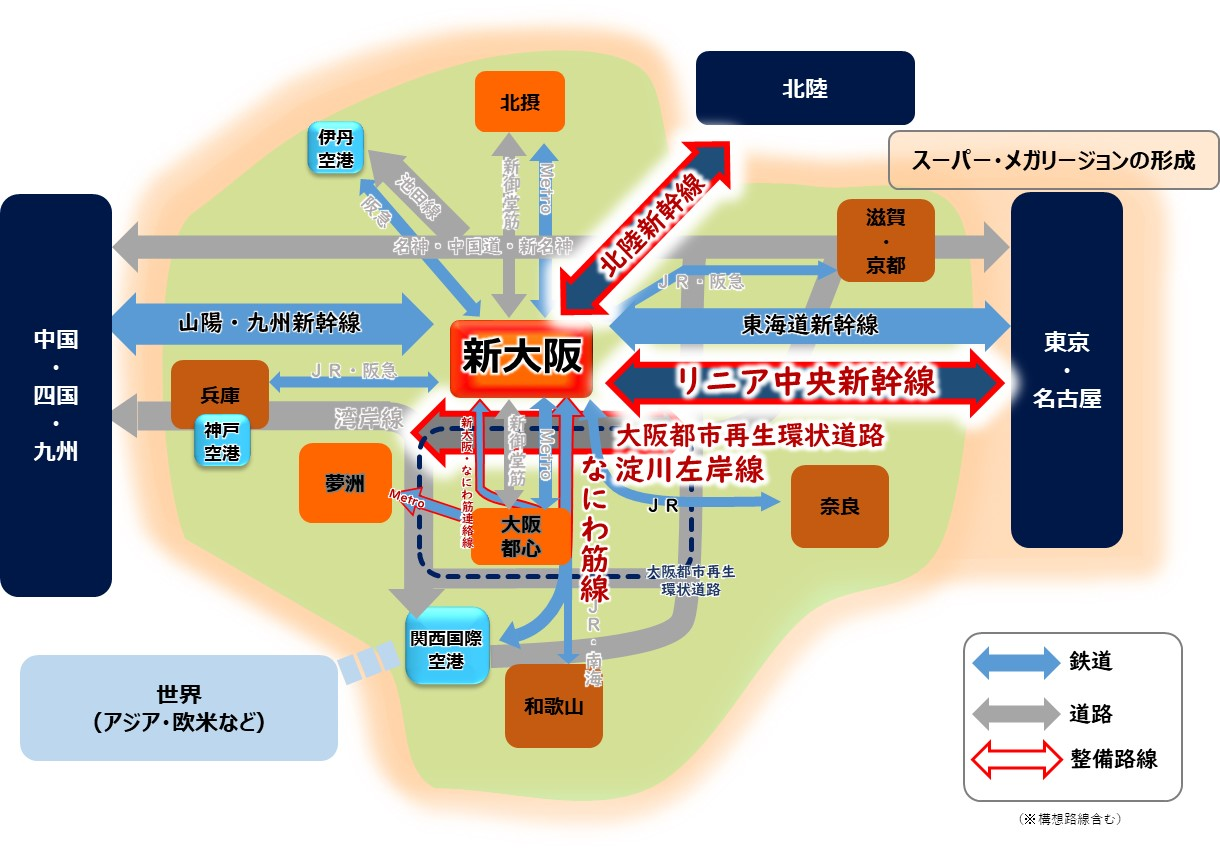 北陸
北摂
伊丹
空港
スーパー・メガリージョンの形成
新御堂筋
Metro
池田線
阪急
北陸新幹線
滋賀
・
京都
名神・中国道・新名神
JR・阪急
中国
・
四国
・
九州
山陽・九州新幹線
新大阪
東海道新幹線
東京
・
名古屋
JR・阪急
リニア中央新幹線
兵庫
神戸
空港
湾岸線
新大阪・なにわ筋連絡線
新御堂筋
Metro
なにわ筋線
大阪都市再生環状道路
淀川左岸線
夢洲
Metro
大阪
都心
JR
奈良
大阪都市再生
環状道路
JR・南海
関西国際
空港
和歌山
世界
（アジア・欧米など）
鉄道
道路
整備路線
（※構想路線含む）